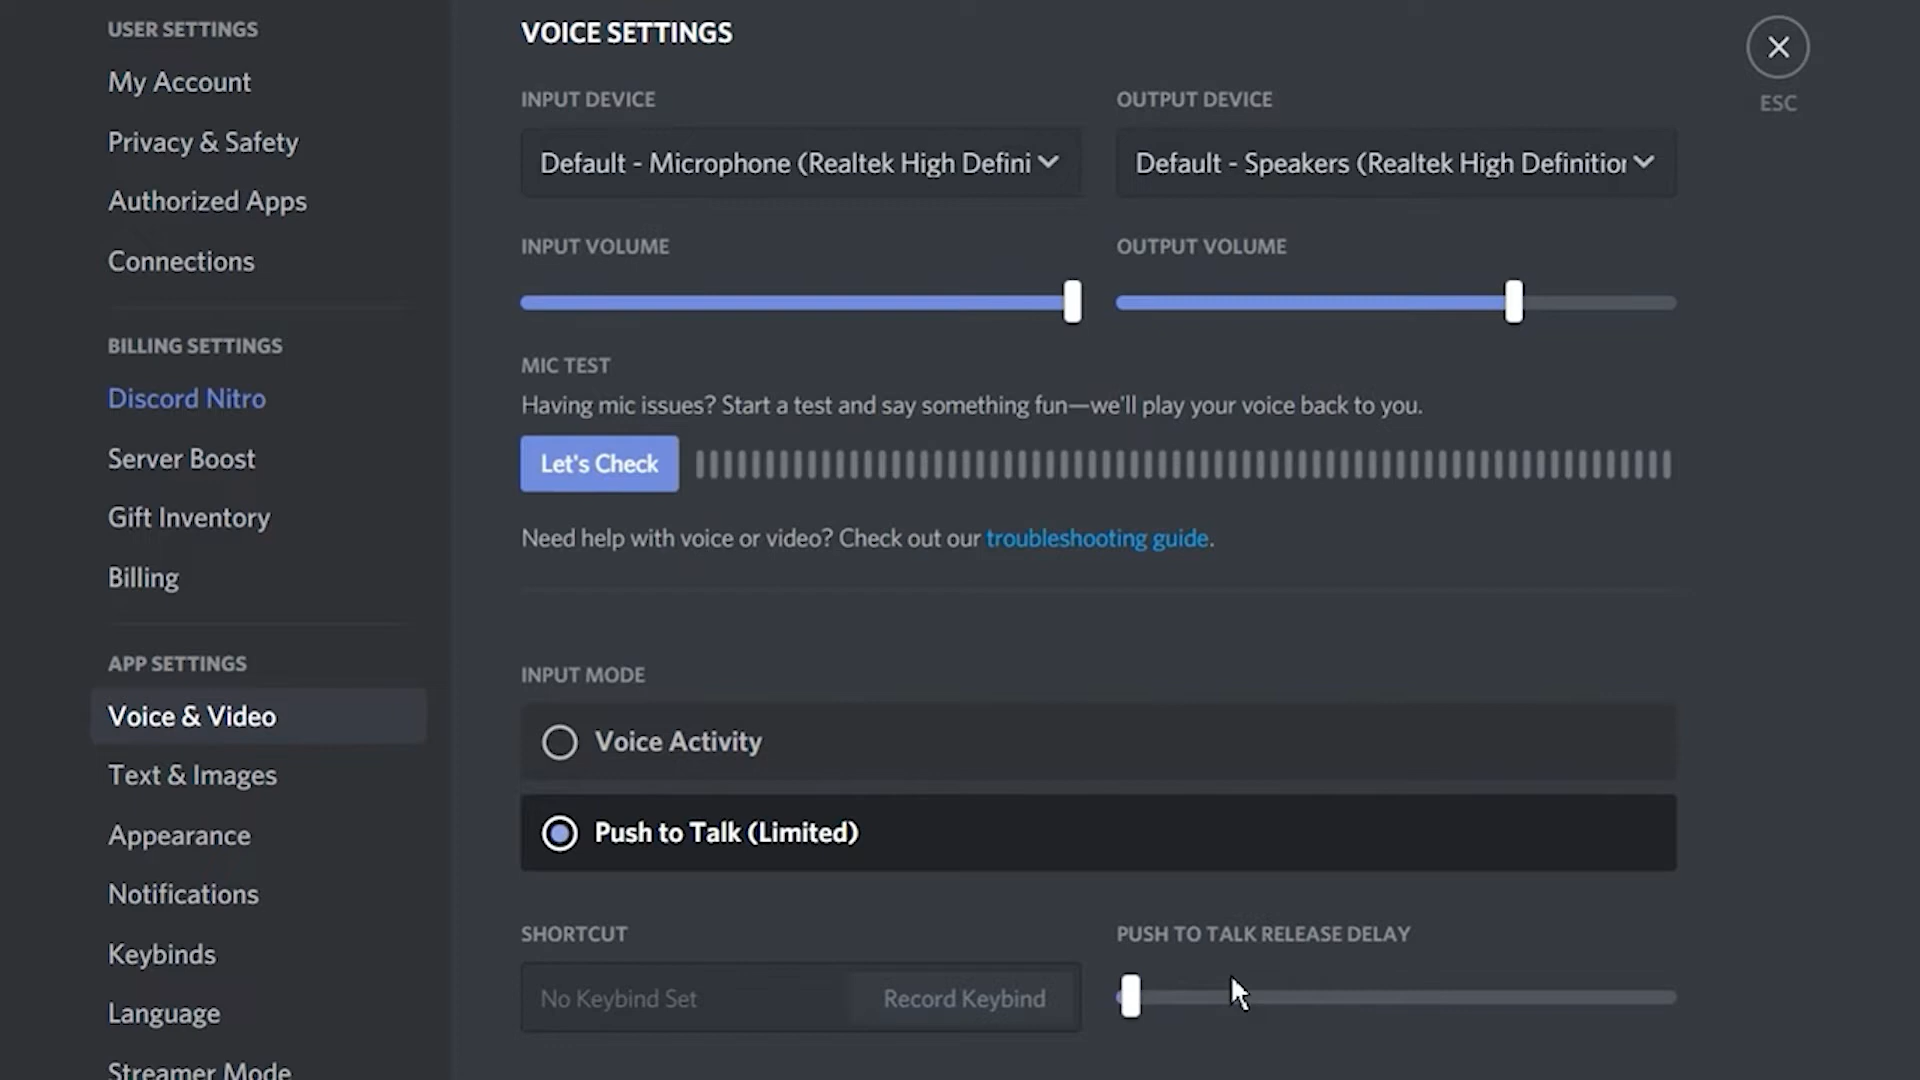 USER SETTINGS
My Account
Privacy & Safety
Authorized Apps
Connections
BILLING SETTINGS
Discord Nitro
Server Boost
Gift Inventory
Billing
APP SETTINGS
Voice & Video
Text & Images
Appearance
Notifications
Keybinds
Language
Streamer Mode
VOICE SETTINGS
INPUT DEVICE
Default - Microphone (Realtek High Defini
OUTPUT DEVICE
Default - Speakers (Realtek High Definition
INPUT VOLUME
OUTPUT VOLUME
MIC TEST
Having mic issues? Start a test and say something fun—we'll play your voice back to you.
Let's Check
Need help with voice or video? Check out our troubleshooting guide.
INPUT MODE
Voice Activity
Push to Talk (Limited)
SHORTCUT
No Keybind Set
Record Keybind
PUSH TO TALK RELEASE DELAY
ESC